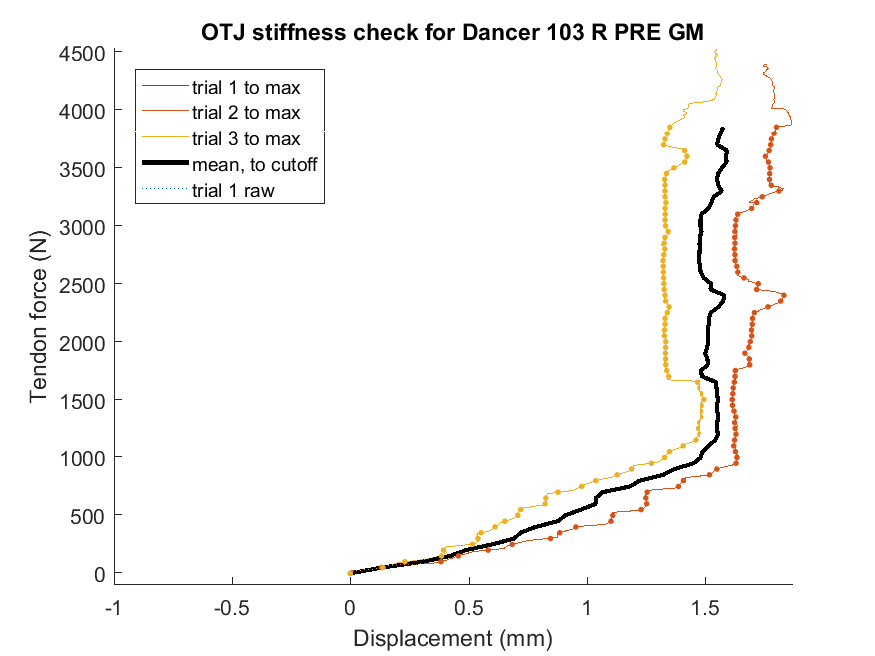 OTJ stiffness check for Dancer 103 R PRE GM
4500
4000
3500
3000
2500
2000
1500
1000
500
0
Tendon force (N)
trial 1 to max
trial 2 to max
trial 3 to max
mean, to cutoff
trial 1 raw
-1
-0.5
0
0.5
1
1.5
Displacement (mm)